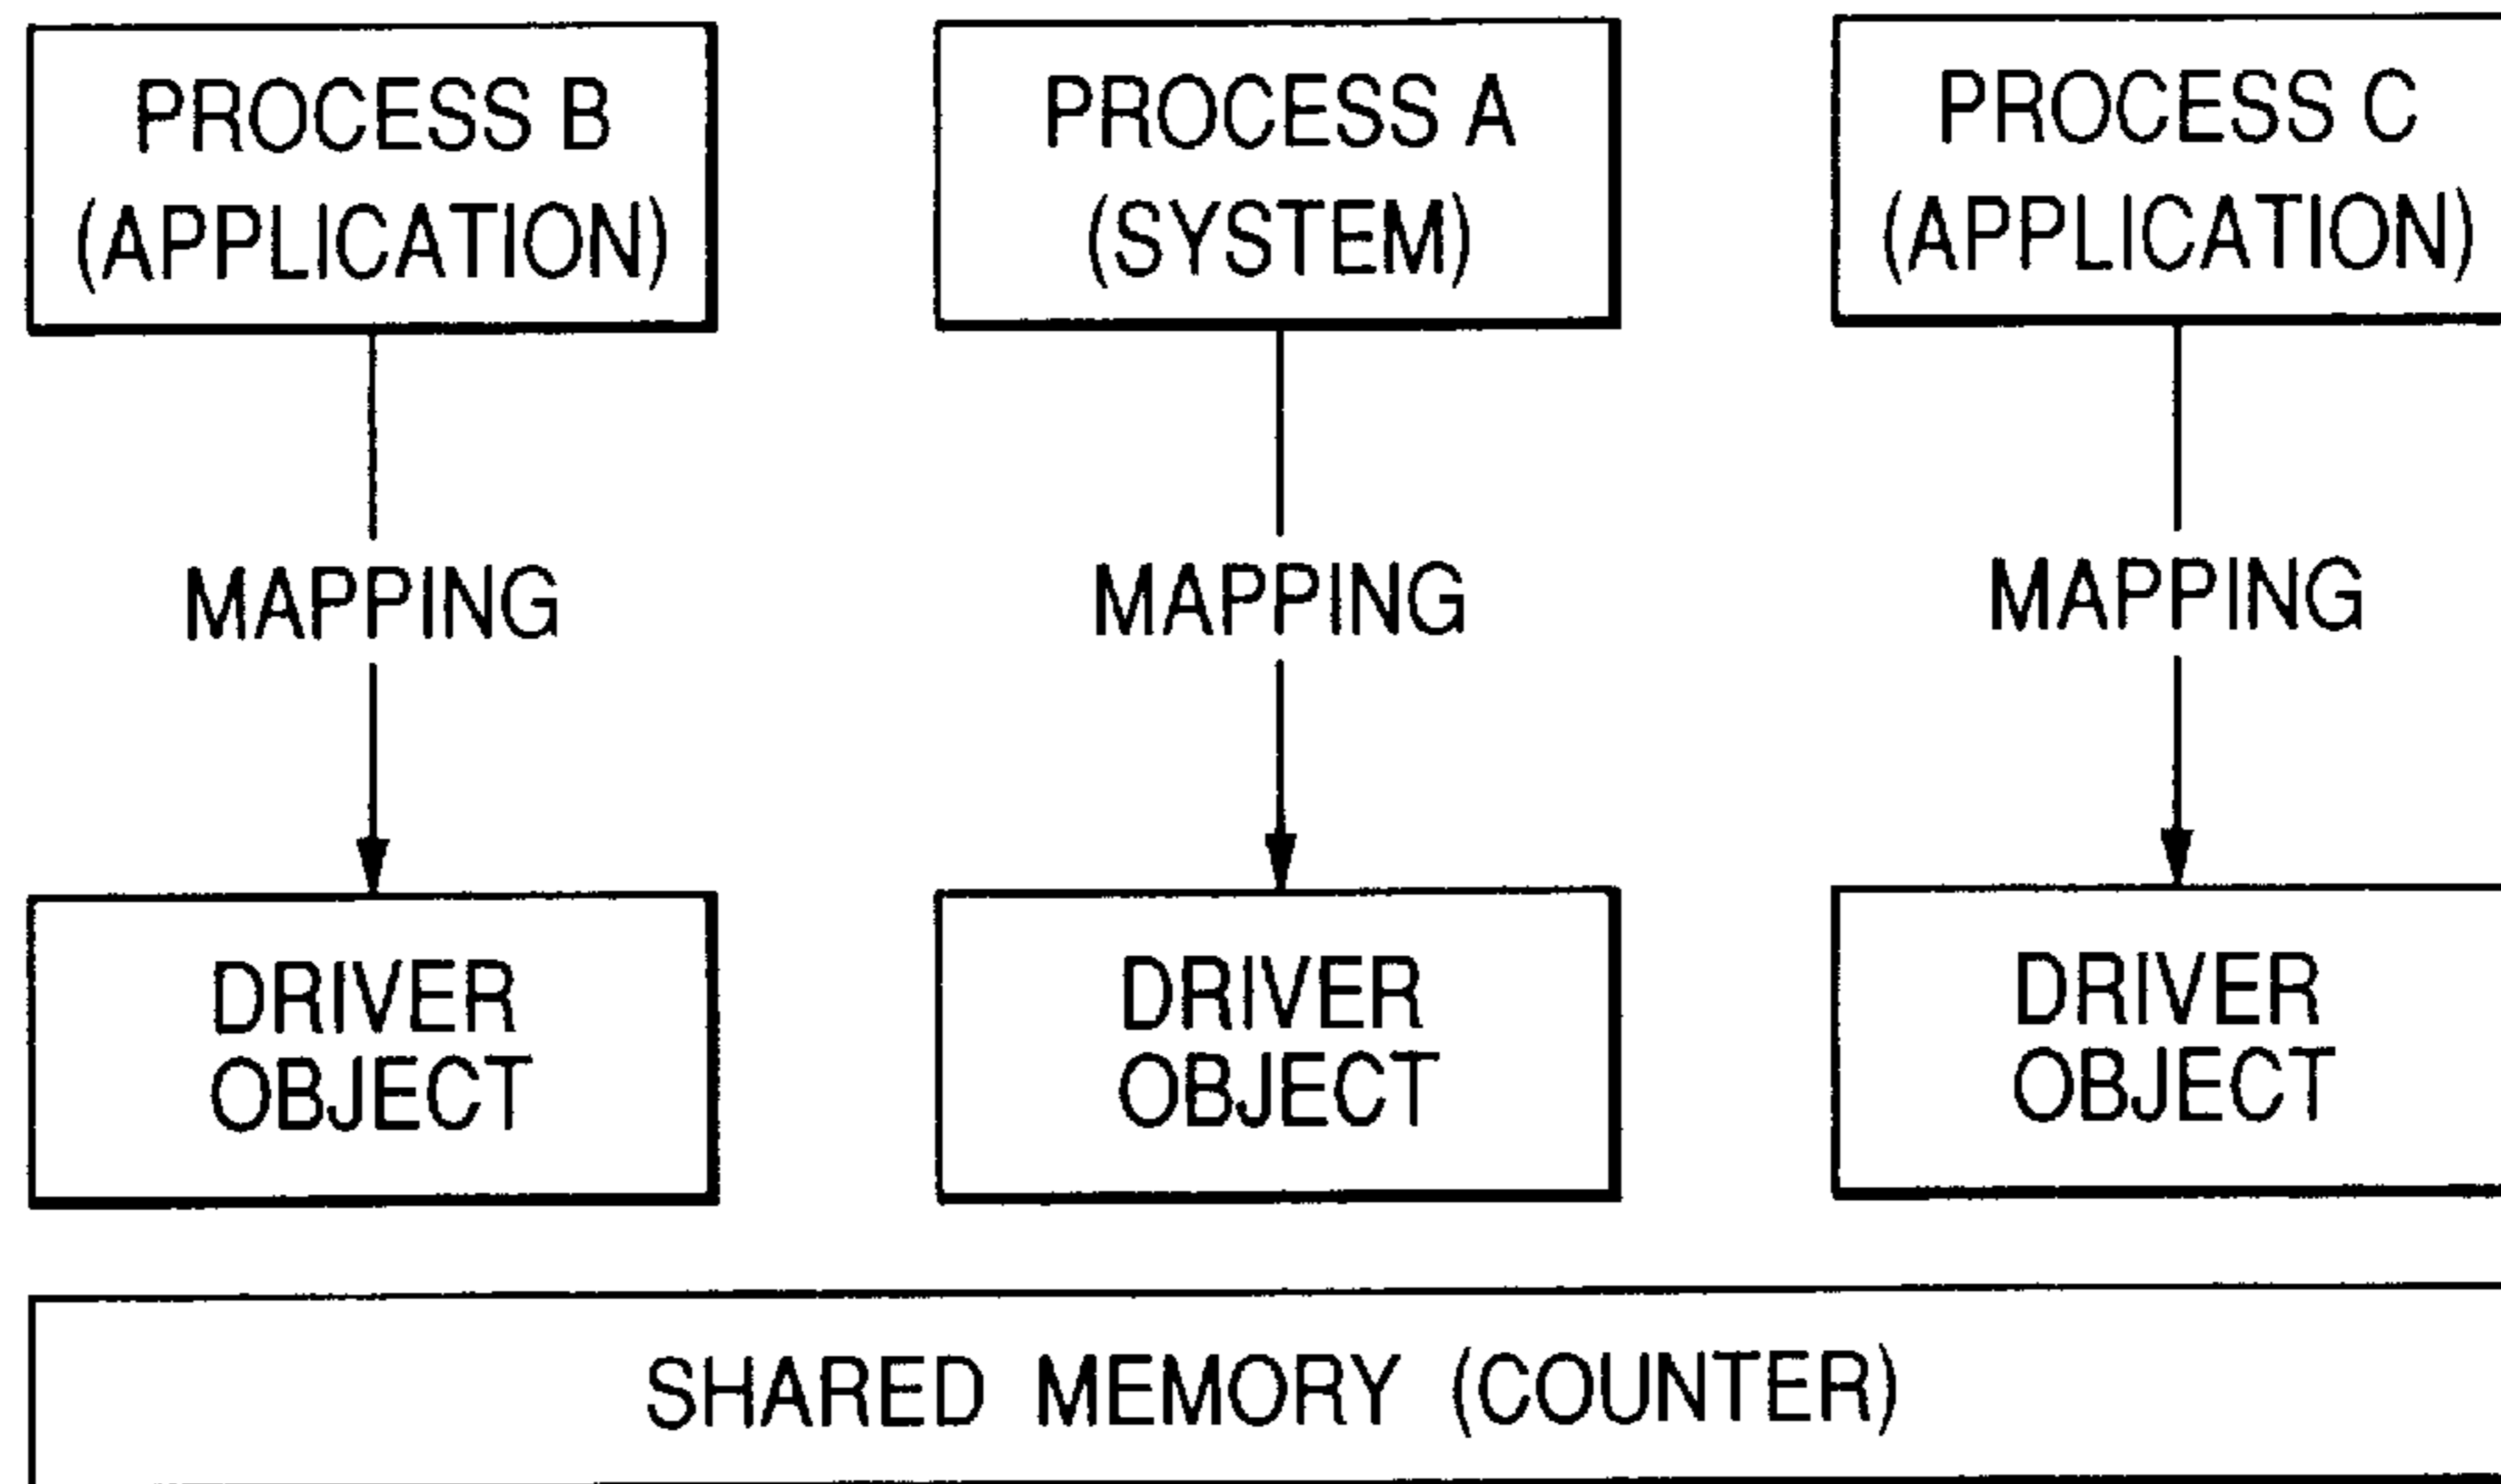 PROCESS B
(APPLICATION)
PROCESS A
(SYSTEM)
PROCESS C
(APPLICATION)
MAPPING
MAPPING
MAPPING
DRIVER
OBJECT
DRIVER
OBJECT
DRIVER
OBJECT
SHARED MEMORY (COUNTER)